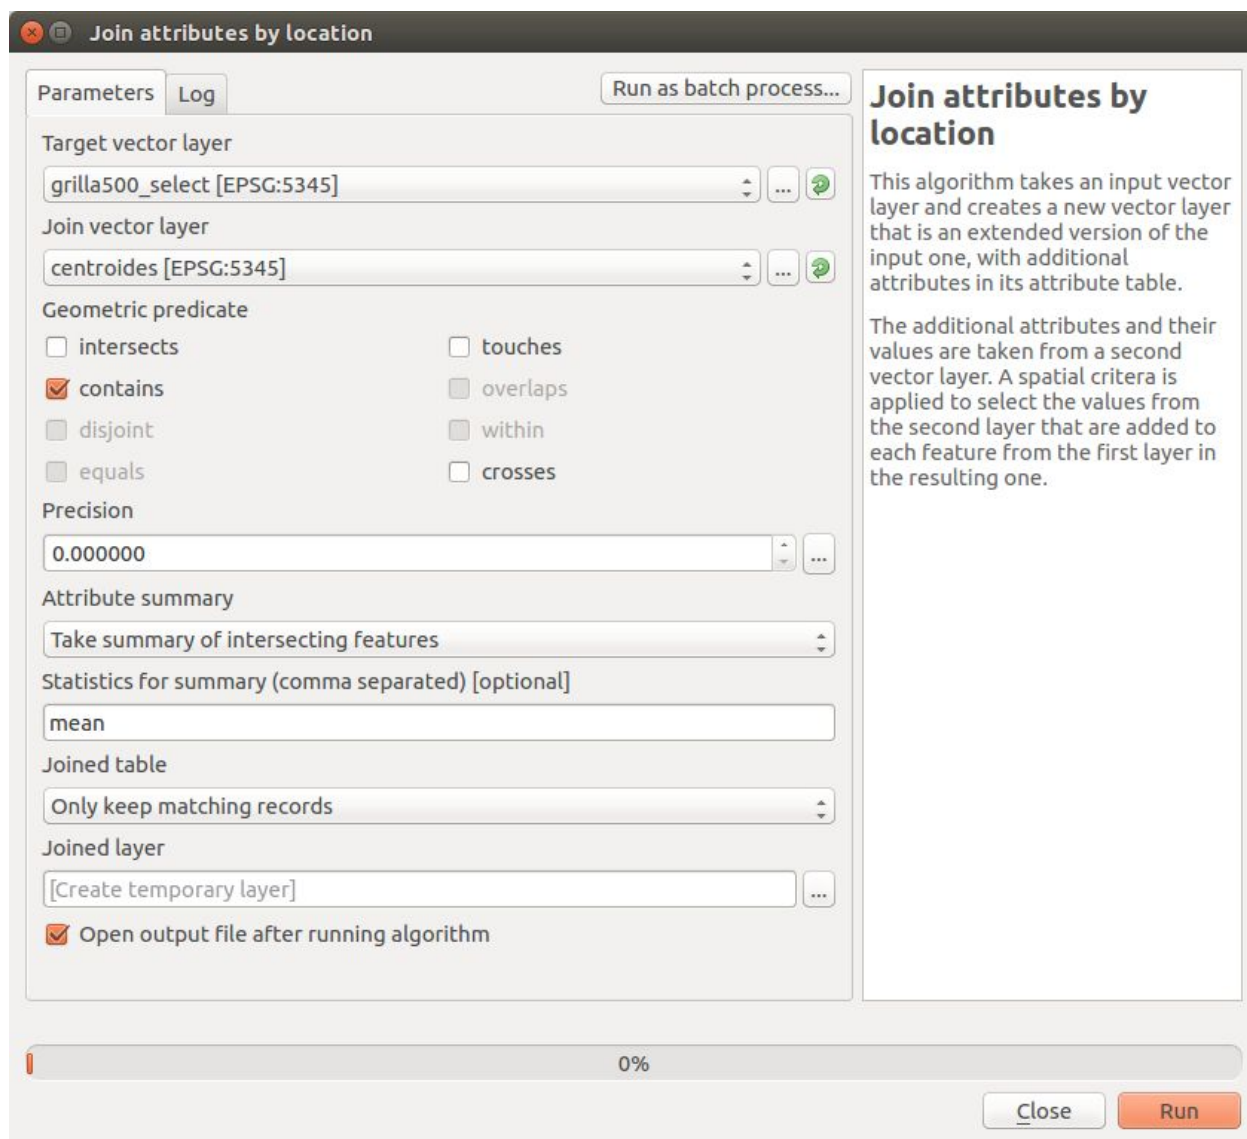 Join attributes by location
Parameters
Log
Run as batch process...
Target vector layer
grilla500_select [EPSG:5345]
...
Join vector layer
centroides [EPSG:5345]
...
Geometric predicate
intersects
touches
contains
overlaps
disjoint
within
equals
crosses
Precision
0.000000
...
Attribute summary
Take summary of intersecting features
Statistics for summary (comma separated) [optional]
mean
Joined table
Only keep matching records
Joined layer
[Create temporary layer]
...
Open output file after running algorithm
Join attributes by
location
This algorithm takes an input vector
layer and creates a new vector layer
that is an extended version of the
input one, with additional
attributes in its attribute table.
The additional attributes and their
values are taken from a second
vector layer. A spatial critera is
applied to select the values from
the second layer that are added to
each feature from the first layer in
the resulting one.
0%
Close
Run